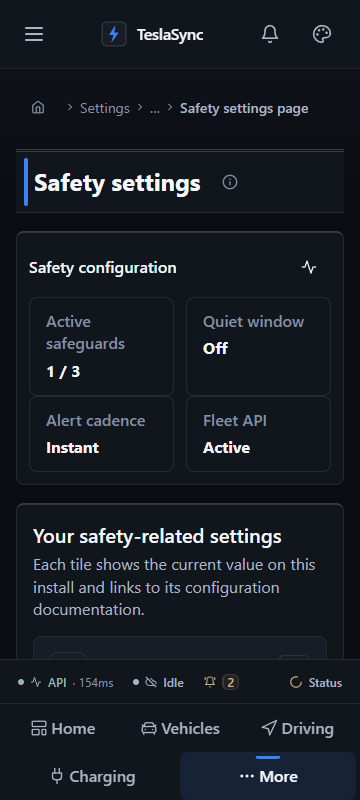 TeslaSync
Settings
...
Safety settings page
Safety settings
Safety configuration
Active
safeguards
1 / 3
Quiet window
Off
Alert cadence
Instant
Fleet API
Active
Your safety-related settings
Each tile shows the current value on this
install and links to its configuration
documentation.
API · 154ms
Idle
2
Status
Home
Vehicles
Driving
Charging
More